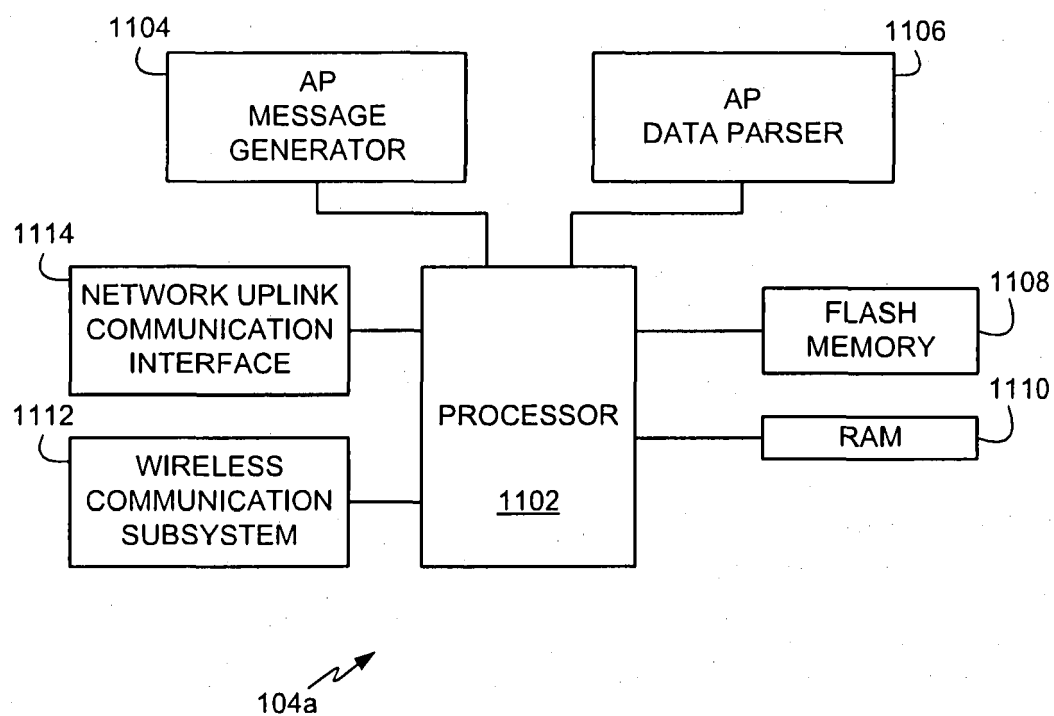 1104
AP
MESSAGE
GENERATOR
1106
AP
DATA PARSER
1114
NETWORK UPLINK
COMMUNICATION
INTERFACE
1112
WIRELESS
COMMUNICATION
SUBSYSTEM
PROCESSOR
1102
1108
FLASH
MEMORY
1110
RAM
104a